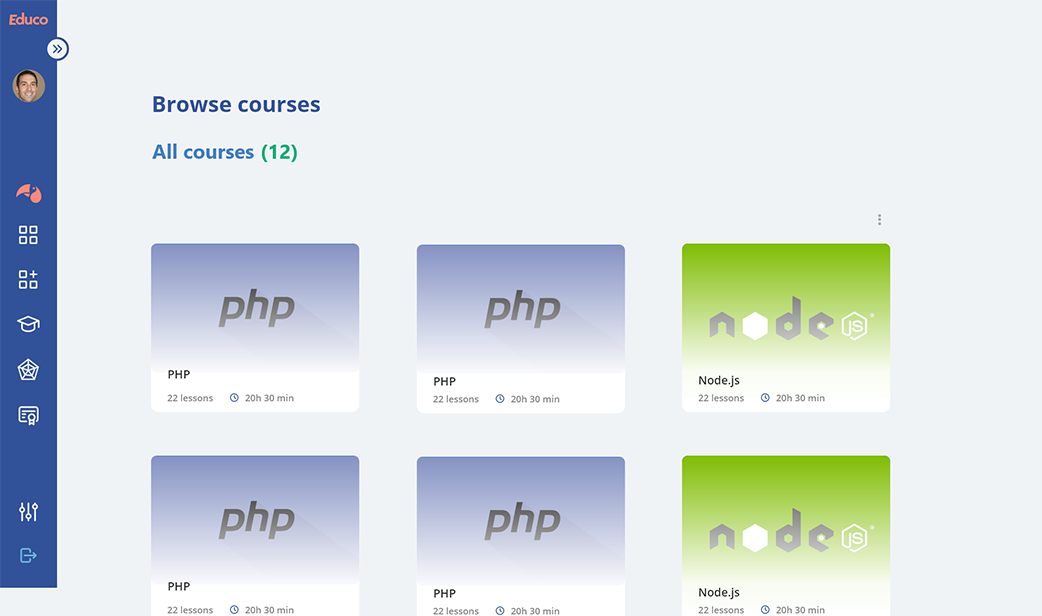 Educo
Browse courses
All courses (12)
php
php
node JS
PHP
PHP
Node.js
22 lessons 20h 30 min
22 lessons 20h 30 min
22 lessons 20h 30 min
php
php
node JS
PHP
PHP
Node.js
22 lessons 20h 30 min
22 lessons 20h 30 min
22 lessons 20h 30 min